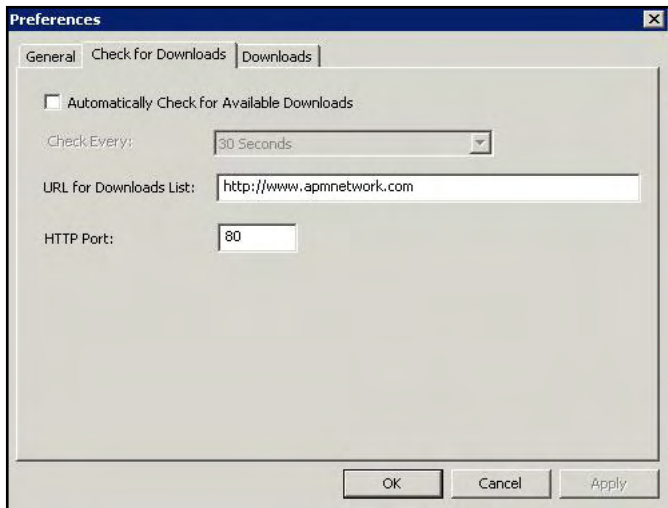 Preferences
General Check for Downloads Downloads
Automatically Check for Available Downloads
Check Every: 30 Seconds
URL for Downloads List: http://www.apmnetwork.com
HTTP Port: 80
OK Cancel Apply